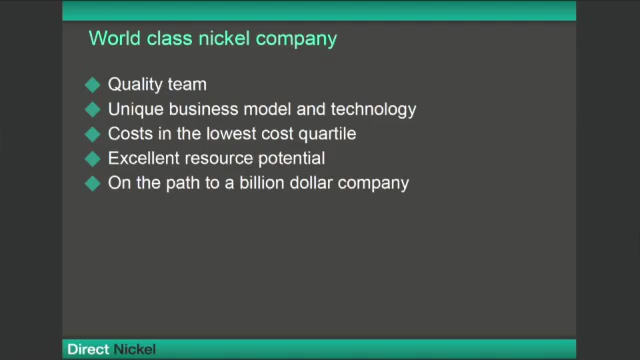 World class nickel company
Quality team
Unique business model and technology
Costs in the lowest cost quartile
Excellent resource potential
On the path to a billion dollar company
Direct Nickel